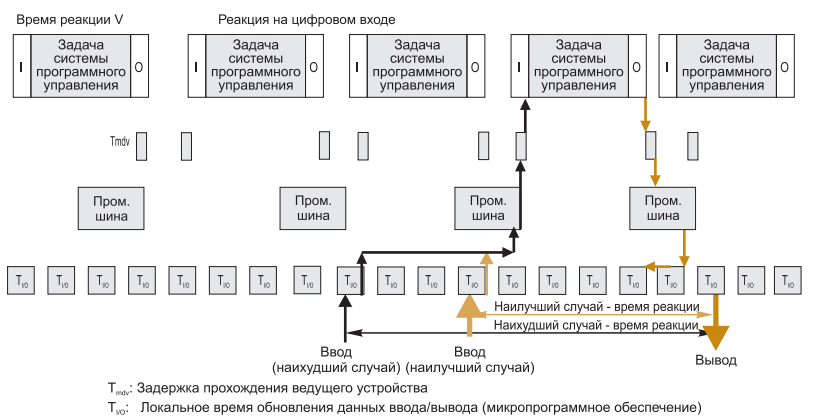 Время реакции V
Реакция на цифровом входе
I Задача системы программного управления O
I Задача системы программного управления O
I Задача системы программного управления O
I Задача системы программного управления O
I Задача системы программного управления O
Tmdv
Пром. шина
Пром. шина
Пром. шина
Пром. шина
TI/O TI/O TI/O TI/O TI/O TI/O TI/O TI/O TI/O TI/O TI/O TI/O TI/O TI/O TI/O TI/O TI/O TI/O TI/O TI/O
Наилучший случай - время реакции
Наихудший случай - время реакции
Ввод
(наихудший случай)
Ввод
(наилучший случай)
Вывод
Tmdv: Задержка прохождения ведущего устройства
TI/O: Локальное время обновления данных ввода/вывода (микропрограммное обеспечение)